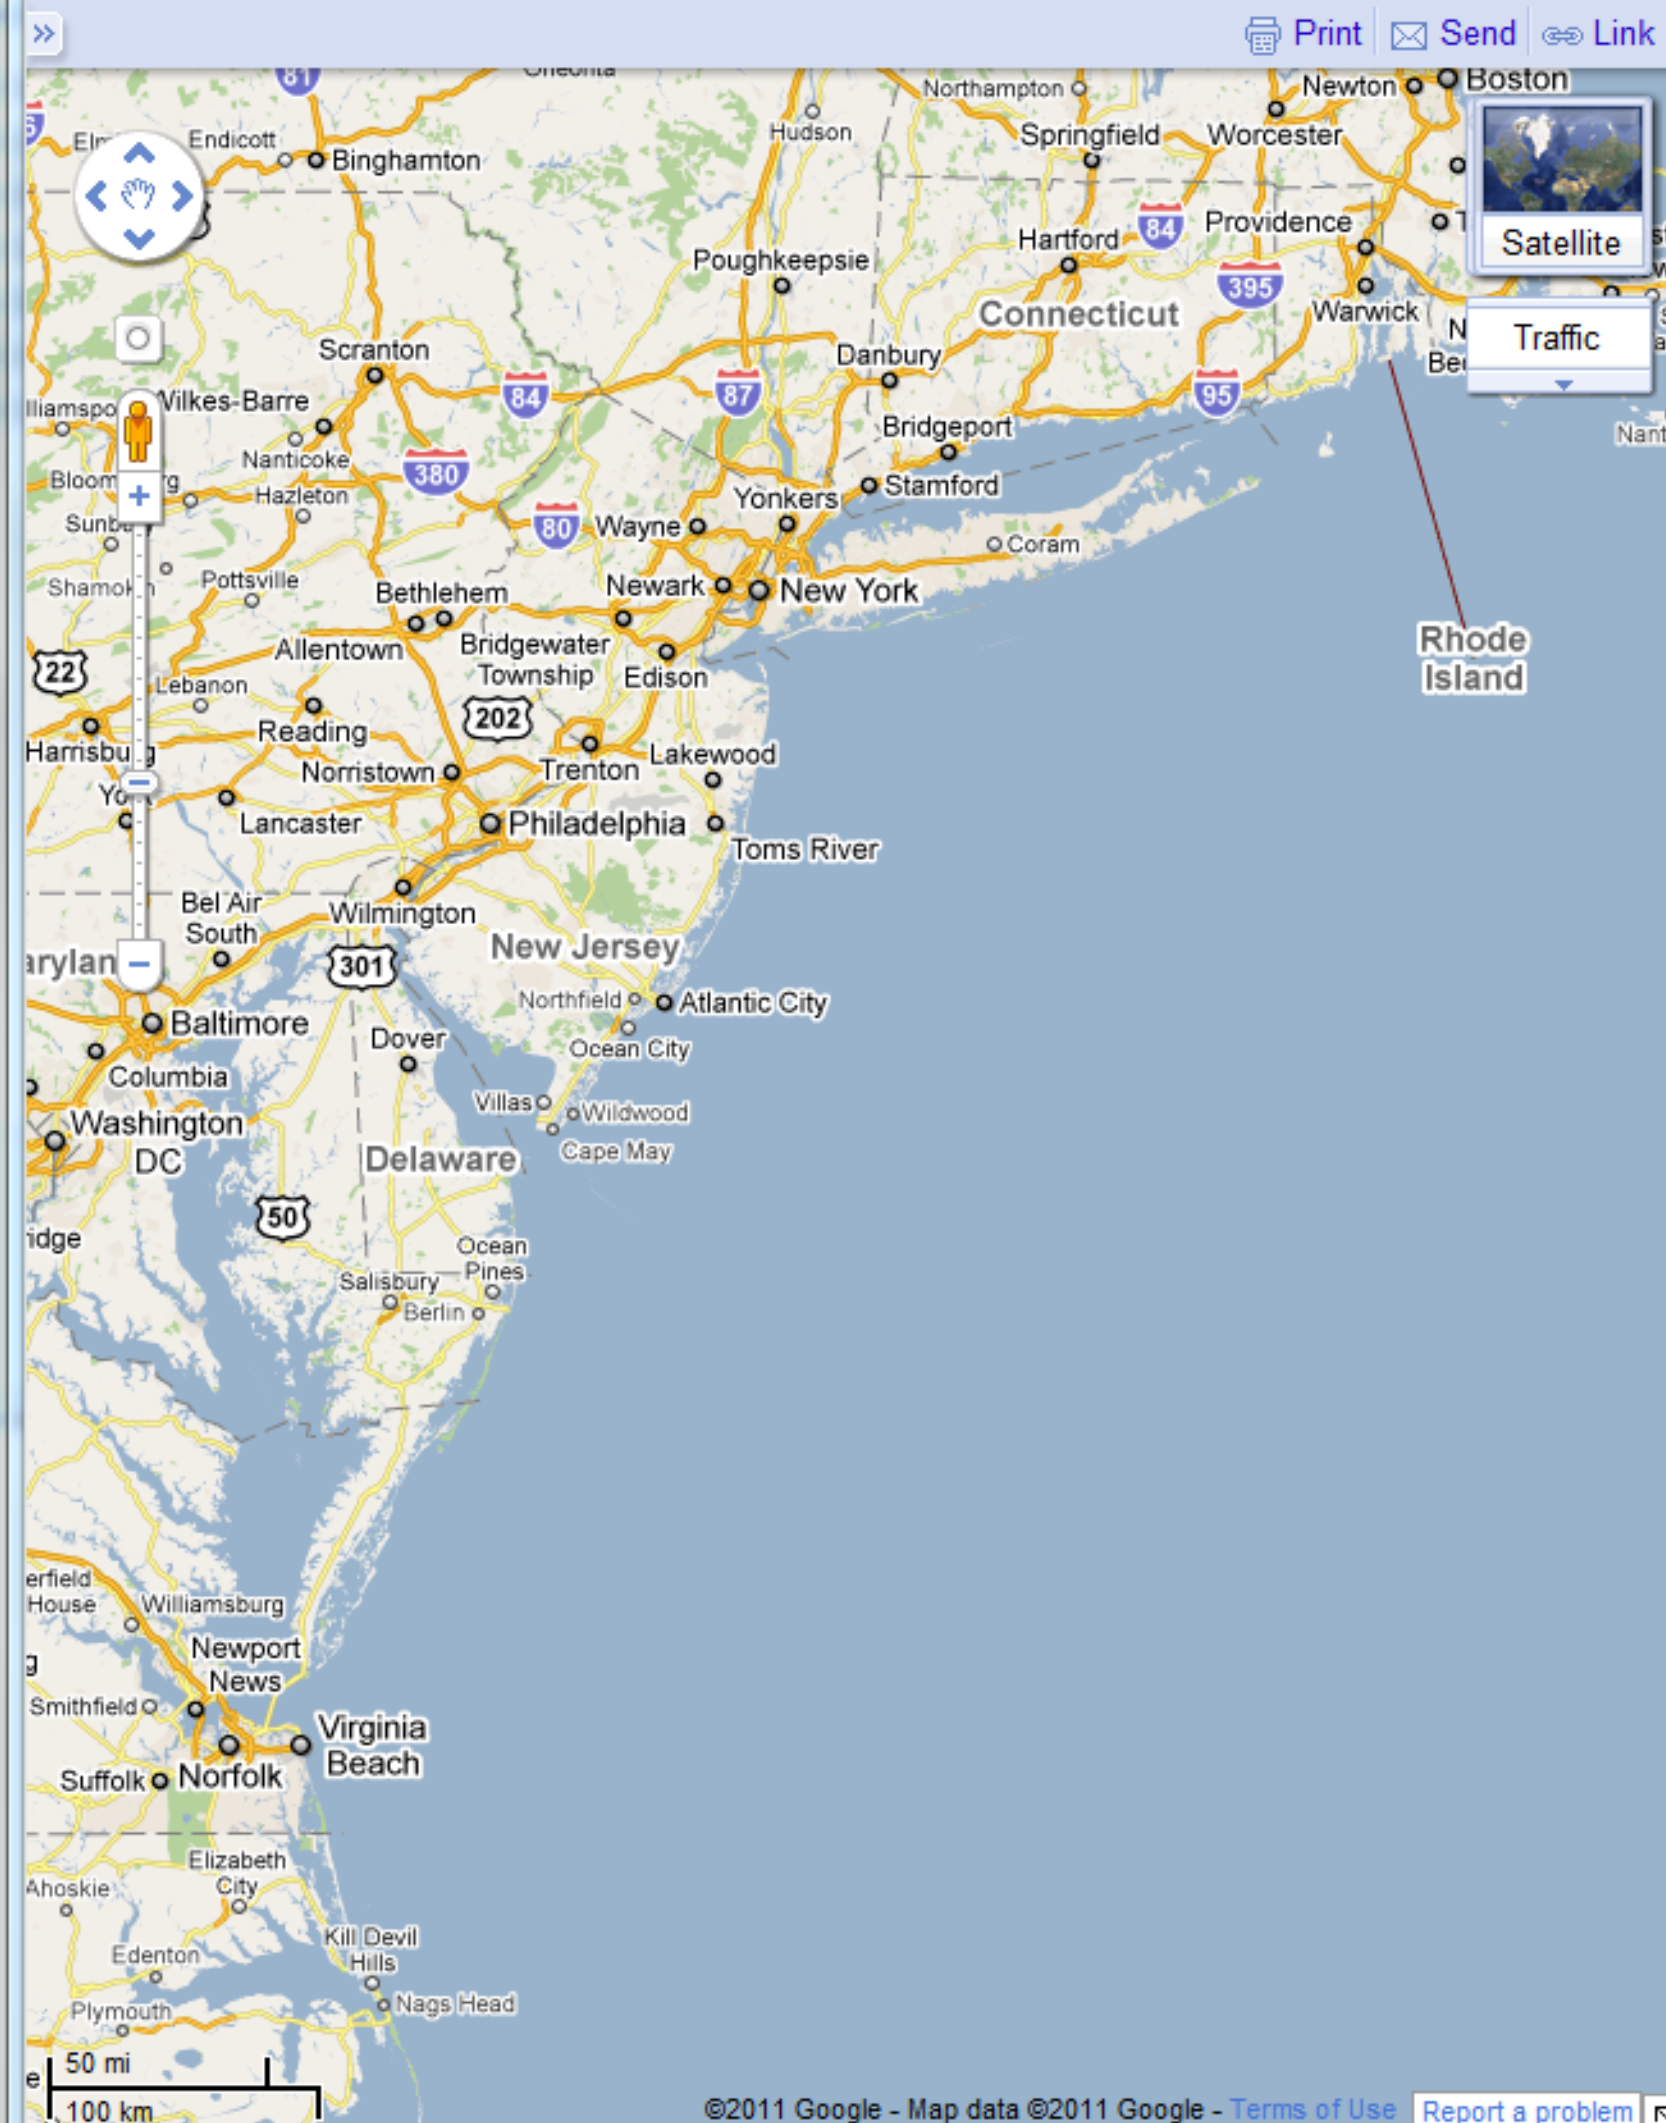 »
Print
Send
Link
81
Oneonta
Northampton
Newton
Boston
Endicott
Binghamton
Hudson
Springfield
Worcester
84
Providence
Hartford
Poughkeepsie
395
Satellite
Connecticut
Warwick
Traffic
Scranton
Danbury
84
87
95
Wilkes-Barre
Bridgeport
Nanticoke
380
Hazleton
Yonkers
Stamford
80
Wayne
Coram
Pottsville
Bethlehem
Newark
New York
Allentown
Bridgewater
Township
Edison
Rhode
Island
22
Lebanon
202
Reading
Lakewood
Norristown
Trenton
Lancaster
Philadelphia
Toms River
Bel Air
South
Wilmington
New Jersey
301
Northfield
Atlantic City
Baltimore
Dover
Ocean City
Columbia
Villas
Wildwood
Washington
DC
Cape May
Delaware
50
Ocean
Pines
Salisbury
Berlin
erfield
House
Williamsburg
Newport
News
Smithfield
Virginia
Beach
Suffolk
Norfolk
Elizabeth
City
Ahoskie
Kill Devil
Hills
Edenton
Nags Head
Plymouth
50 mi
100 km
©2011 Google - Map data ©2011 Google - Terms of Use
Report a problem